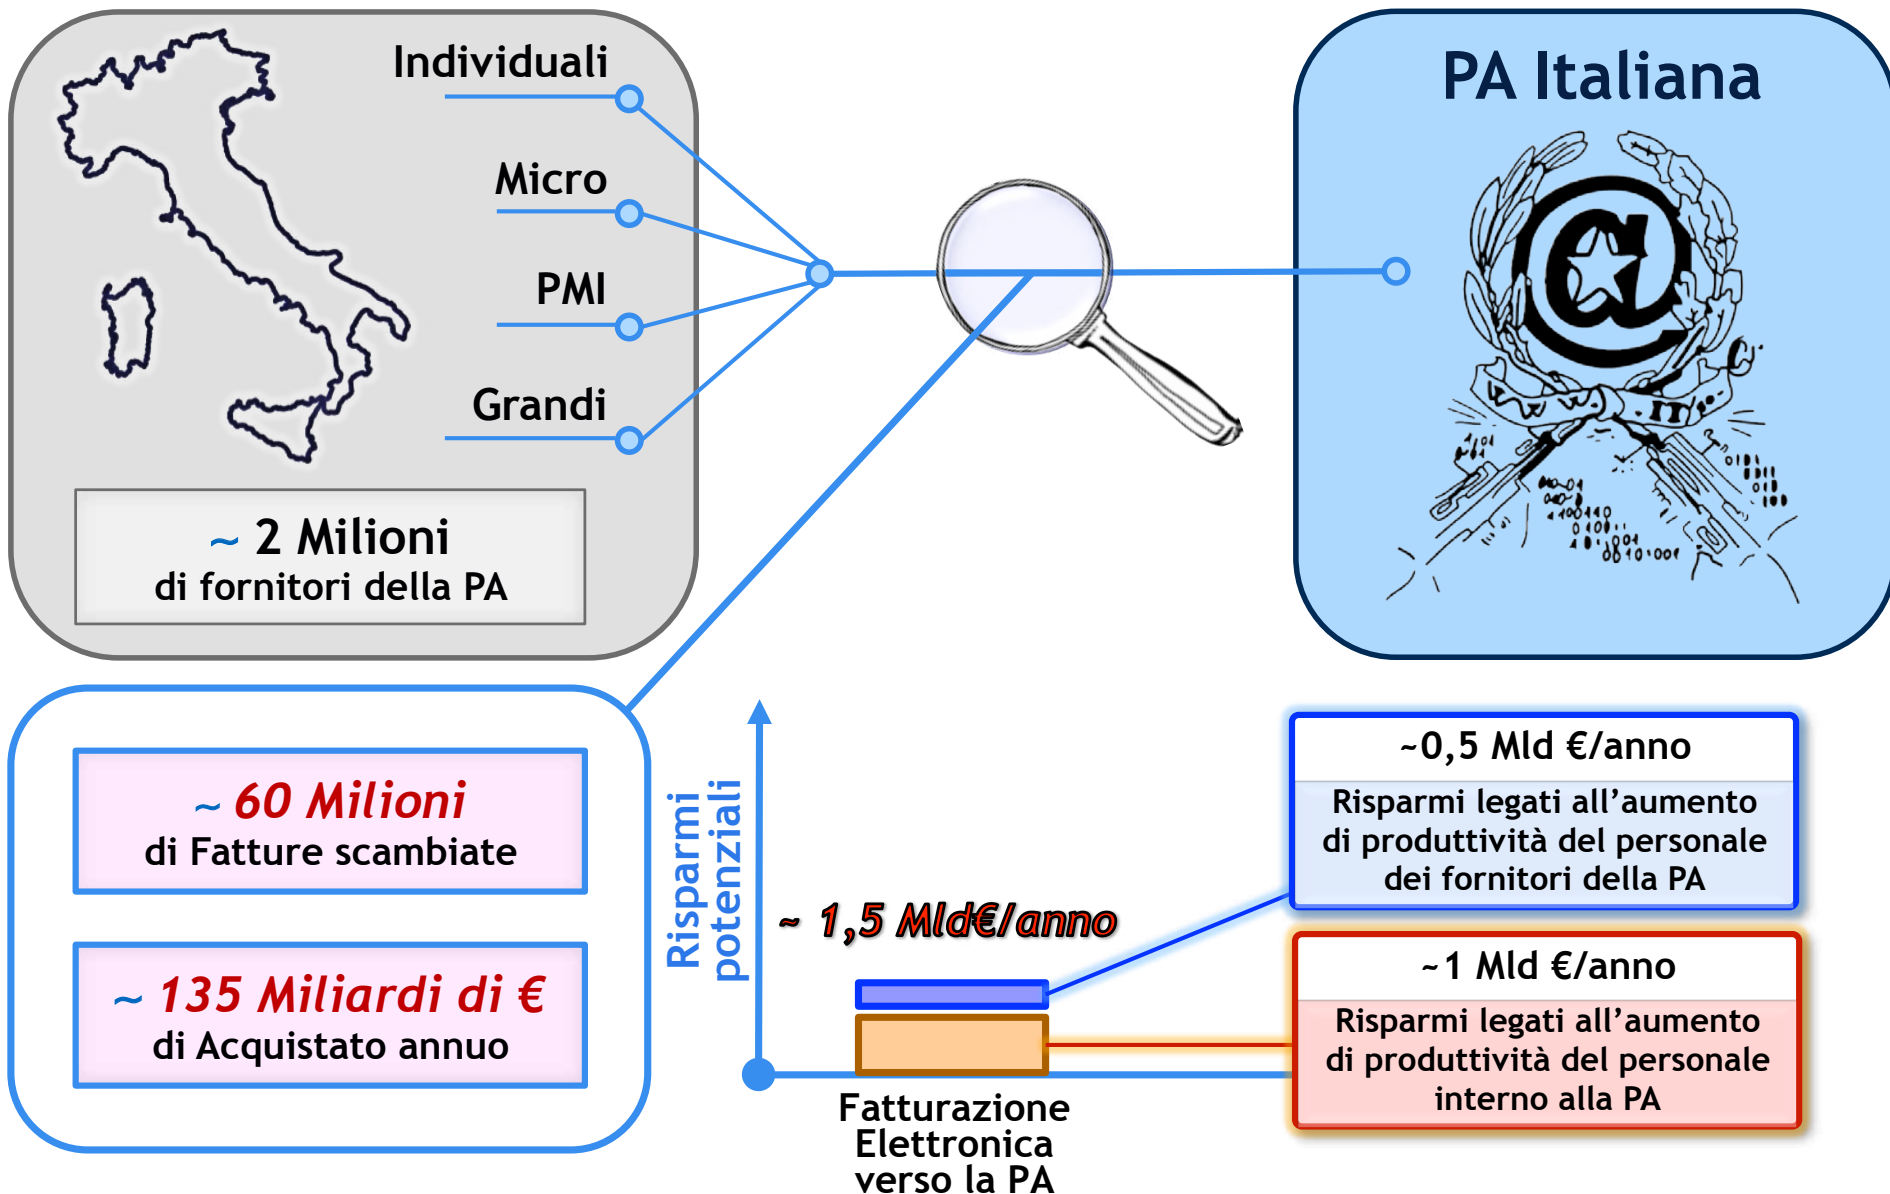 Individuali
Micro
PMI
Grandi
~ 2 Milioni
di fornitori della PA
PA Italiana
~ 60 Milioni
di Fatture scambiate
~ 135 Miliardi di €
di Acquistato annuo
Risparmi
potenziali
~ 1,5 Mld€/anno
Fatturazione
Elettronica
verso la PA
~0,5 Mld €/anno
Risparmi legati all’aumento
di produttività del personale
dei fornitori della PA
~1 Mld €/anno
Risparmi legati all’aumento
di produttività del personale
interno alla PA